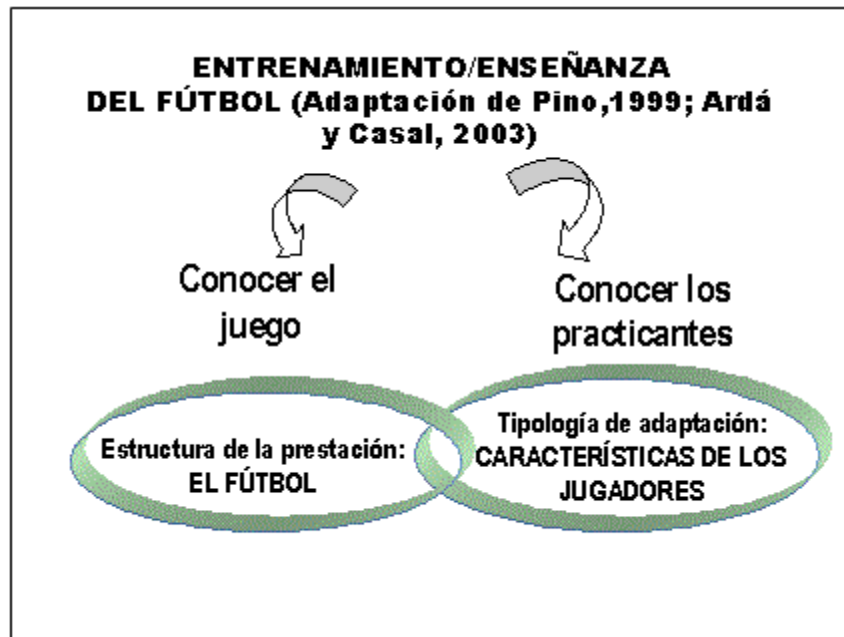 ENTRENAMIENTO/ENSEÑANZA
DEL FÚTBOL (Adaptación de Pino,1999; Ardá
y Casal, 2003)
Conocer el
juego
Conocer los
practicantes
Estructura de la prestación:
EL FÚTBOL
Tipología de adaptación:
CARACTERÍSTICAS DE LOS
JUGADORES